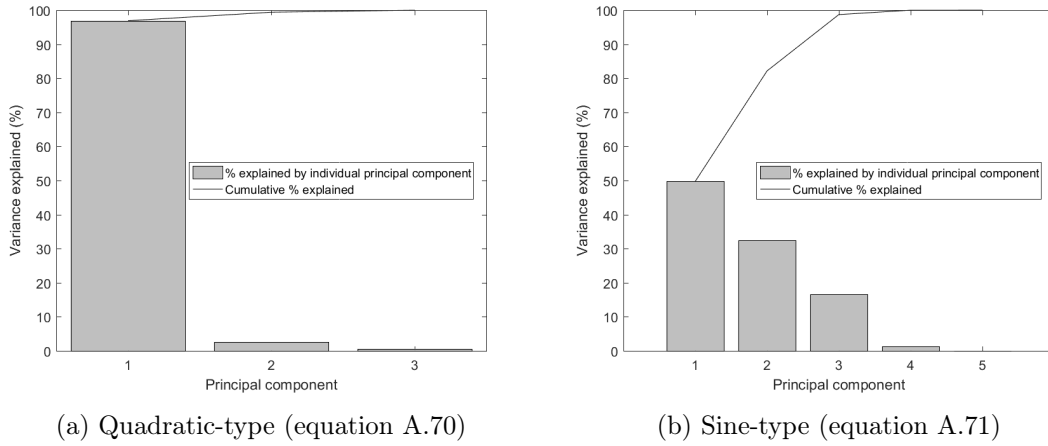 100
90
80
70
60
50
40
30
20
10
0
Variance explained (%)
% explained by individual principal component
Cumulative % explained
1 2 3
Principal component
(a) Quadratic-type (equation A.70)
100
90
80
70
60
50
40
30
20
10
0
Variance explained (%)
% explained by individual principal component
Cumulative % explained
1 2 3 4 5
Principal component
(b) Sine-type (equation A.71)